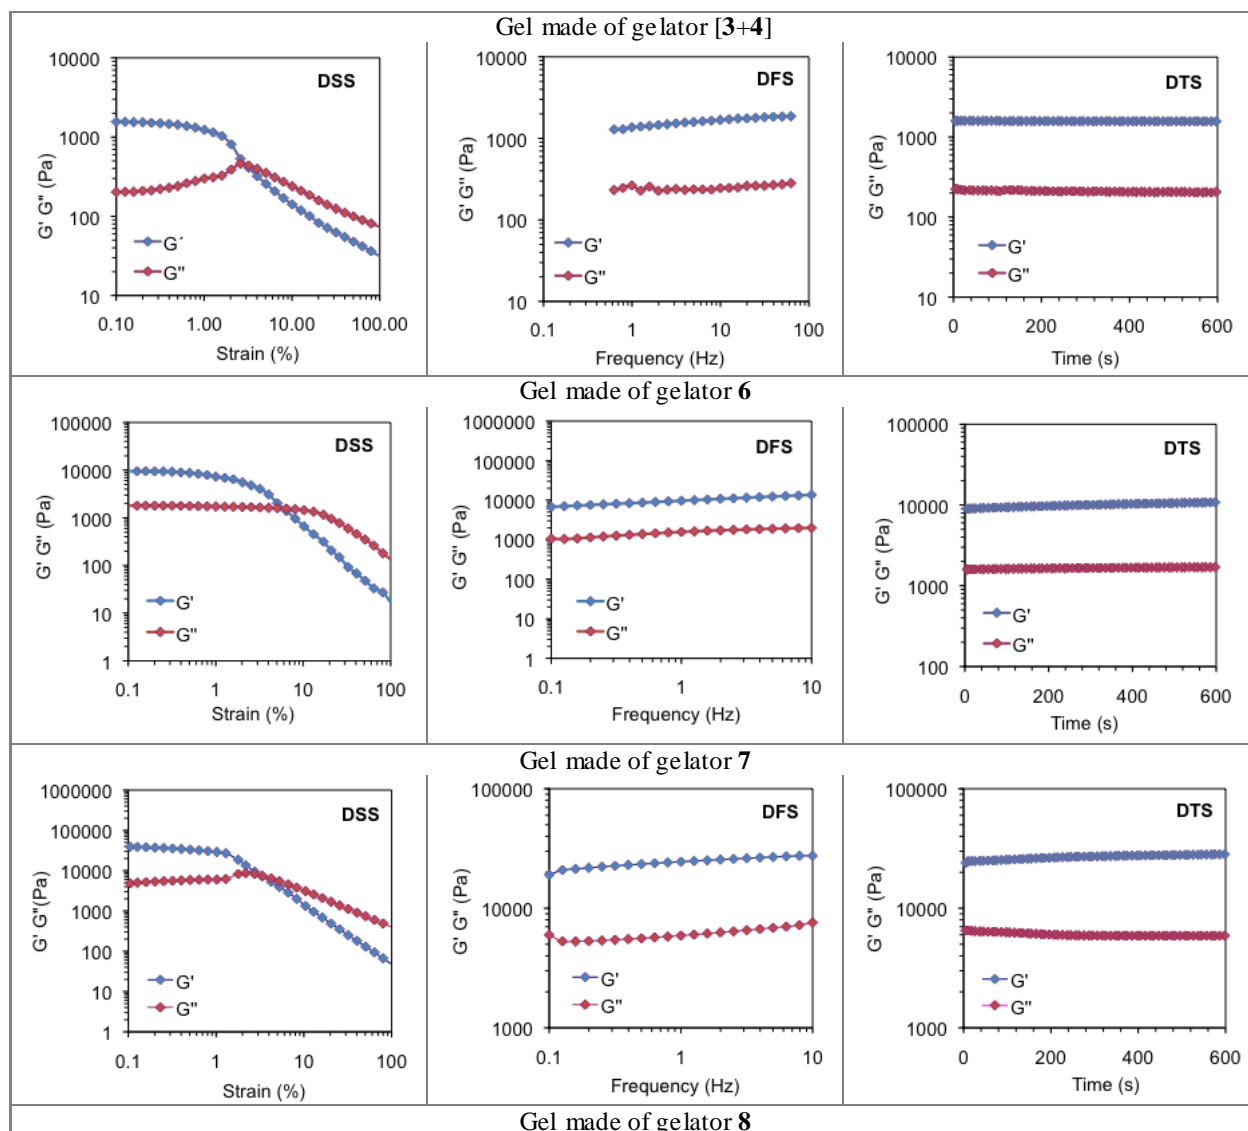 Gel made of gelator [3+4]
DSS
G' G" (Pa)
10000
1000
100
10
G´
G"
0.10 1.00 10.00 100.00
Strain (%)
DFS
G' G" (Pa)
10000
1000
100
10
G'
G"
0.1 1 10 100
Frequency (Hz)
DTS
G' G" (Pa)
10000
1000
100
10
G'
G"
0 200 400 600
Time (s)
Gel made of gelator 6
DSS
G' G" (Pa)
100000
10000
1000
100
10
1
G'
G"
0.1 1 10 100
Strain (%)
DFS
G' G" (Pa)
1000000
100000
10000
1000
100
10
1
G'
G"
0.1 1 10
Frequency (Hz)
DTS
G' G" (Pa)
100000
10000
1000
100
G'
G"
0 200 400 600
Time (s)
Gel made of gelator 7
DSS
G' G"(Pa)
1000000
100000
10000
1000
100
10
1
G'
G"
0.1 1 10 100
Strain (%)
DFS
G' G" (Pa)
100000
10000
1000
G'
G"
0.1 1 10
Frequency (Hz)
DTS
G' G" (Pa)
100000
10000
1000
G'
G"
0 200 400 600
Time (s)
Gel made of gelator 8